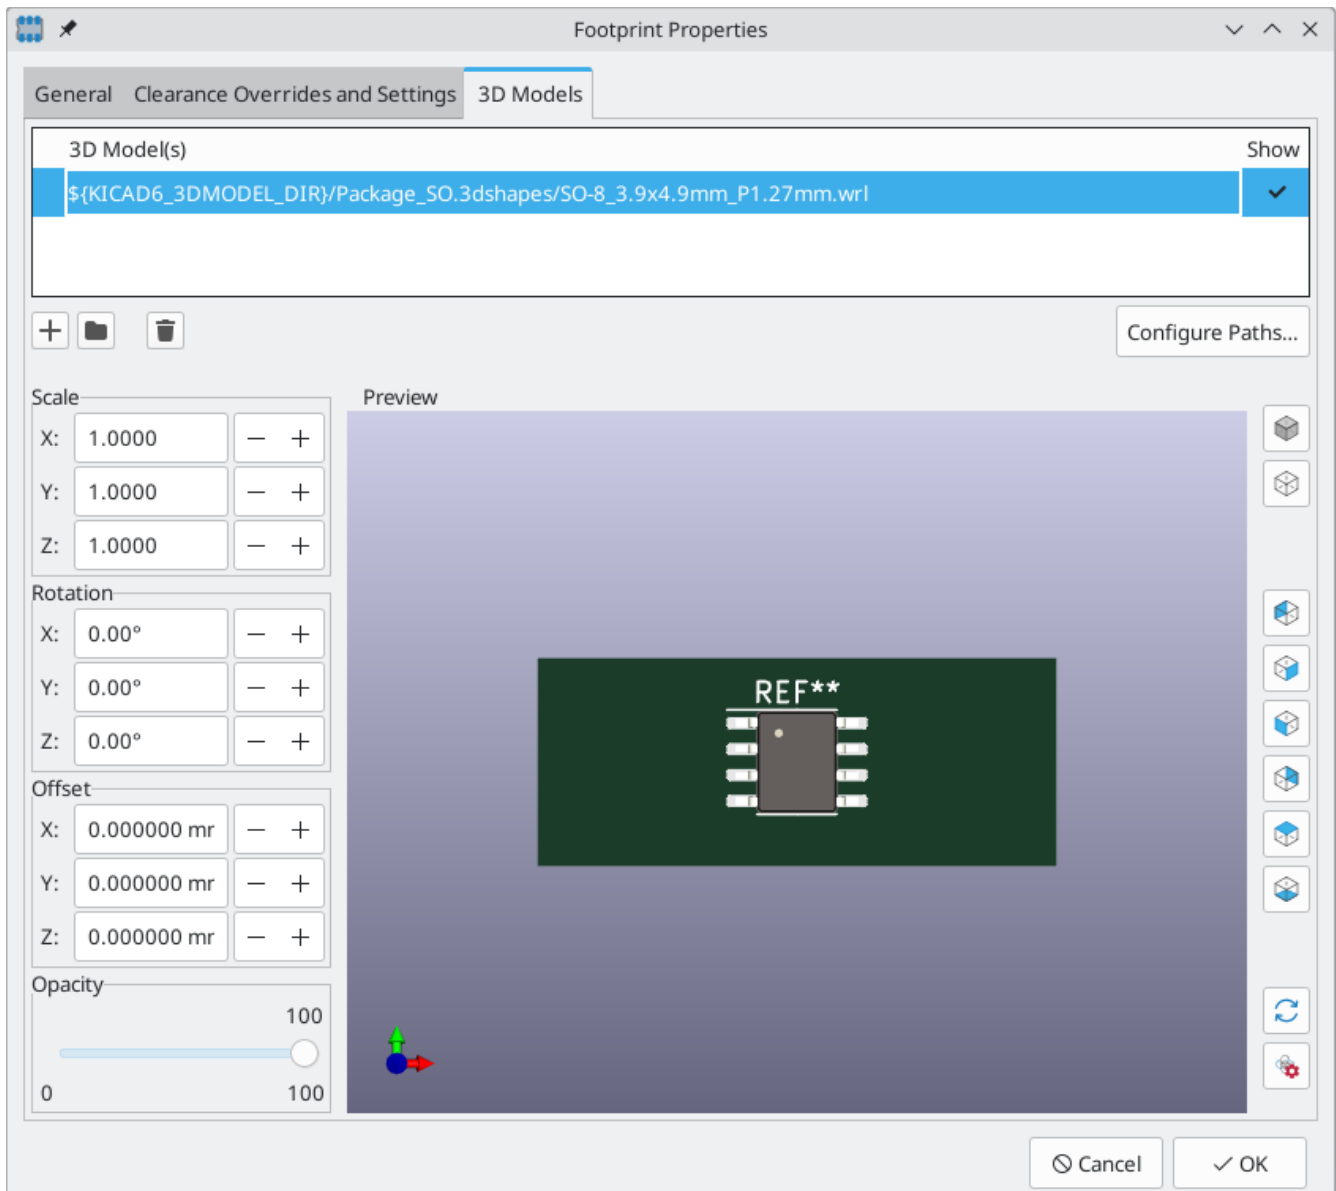 Footprint Properties
General Clearance Overrides and Settings 3D Models
3D Model(s) Show
${KICAD6_3DMODEL_DIR}/Package_SO.3dshapes/SO-8_3.9x4.9mm_P1.27mm.wrl
Configure Paths...
Scale
X: 1.0000
Y: 1.0000
Z: 1.0000
Rotation
X: 0.00°
Y: 0.00°
Z: 0.00°
Offset
X: 0.000000 mr
Y: 0.000000 mr
Z: 0.000000 mr
Opacity
100
0 100
Preview
REF**
Cancel OK